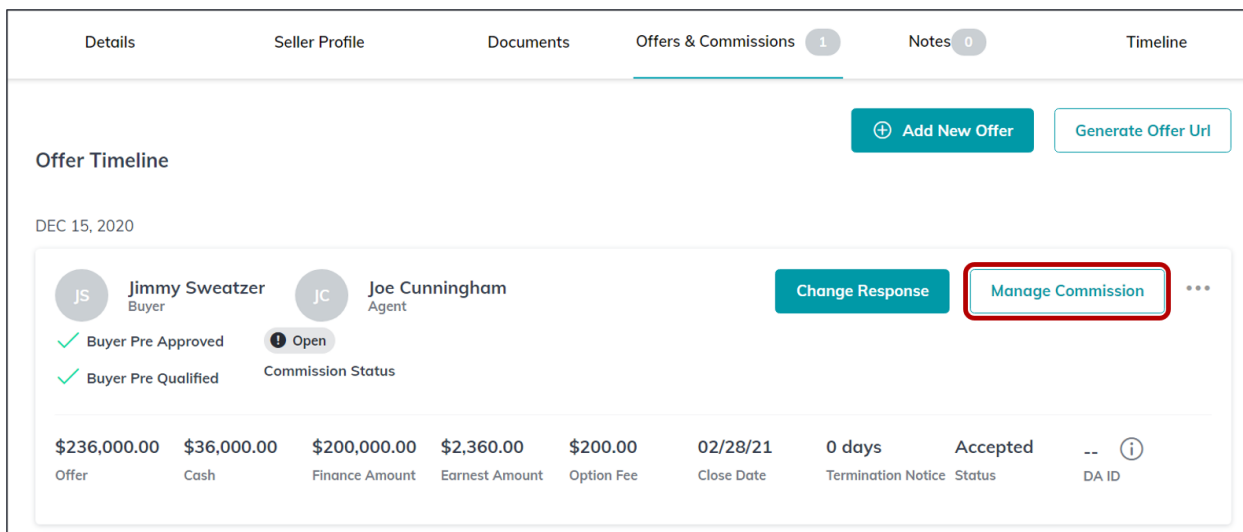 Details Seller Profile Documents Offers & Commissions 1 Notes 0 Timeline
Add New Offer Generate Offer Url
Offer Timeline
DEC 15, 2020
JS Jimmy Sweatzer JC Joe Cunningham Change Response Manage Commission
Buyer Agent
Buyer Pre Approved Open
Buyer Pre Qualified Commission Status
$236,000.00 $36,000.00 $200,000.00 $2,360.00 $200.00 02/28/21 0 days Accepted --
Offer Cash Finance Amount Earnest Amount Option Fee Close Date Termination Notice Status DA ID